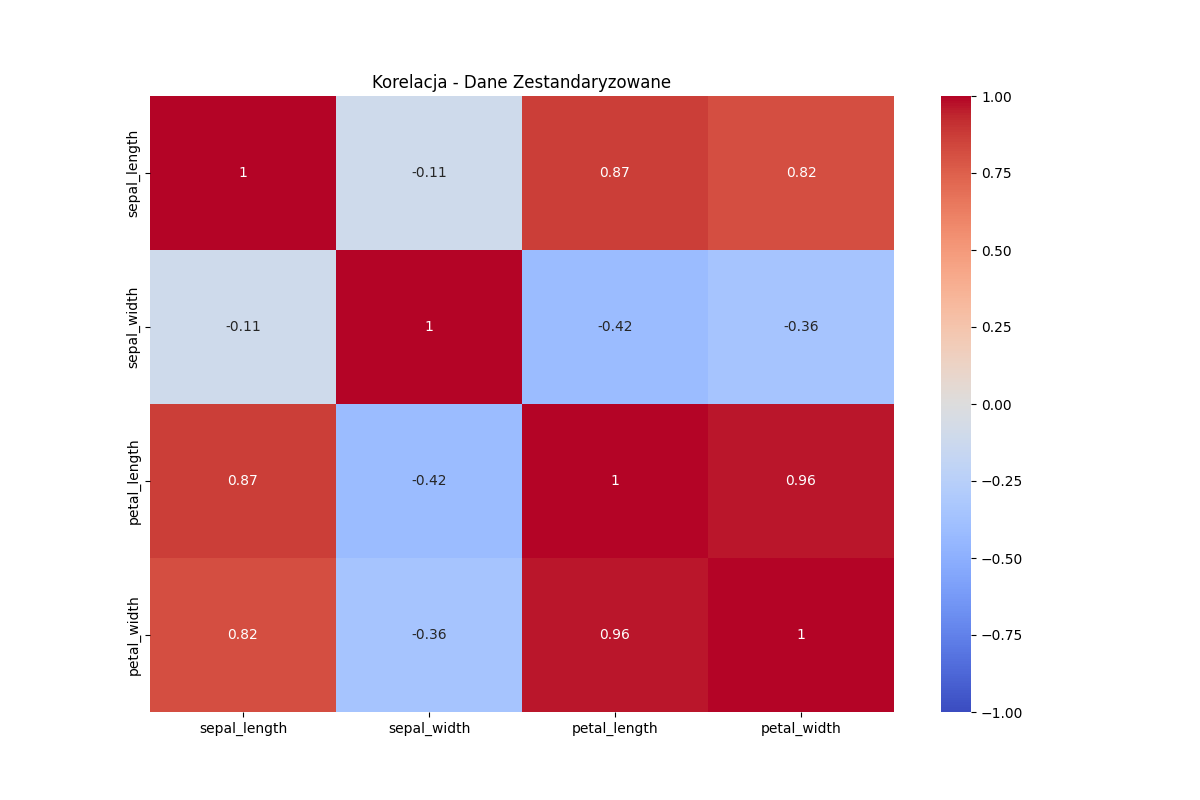 Korelacja - Dane Zestandaryzowane
sepal_length
1
-0.11
0.87
0.82
sepal_width
-0.11
1
-0.42
-0.36
petal_length
0.87
-0.42
1
0.96
petal_width
0.82
-0.36
0.96
1
sepal_length
sepal_width
petal_length
petal_width
1.00
0.75
0.50
0.25
0.00
−0.25
−0.50
−0.75
−1.00